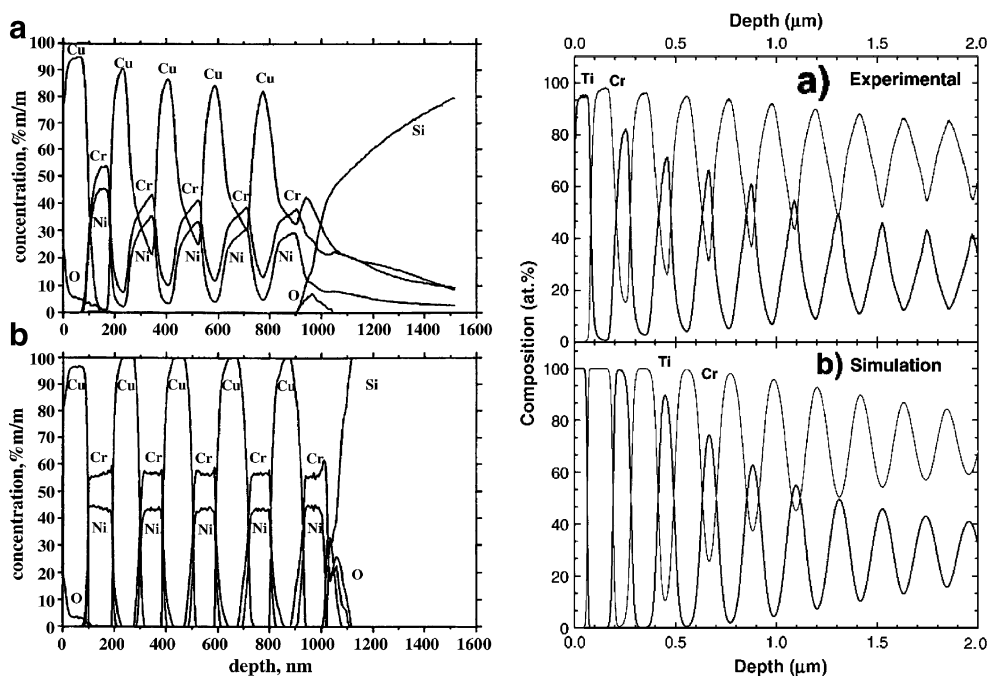 a
100
90
80
70
60
50
40
30
20
10
0
concentration,%m/m
Cu
Cu
Cu
Cu
Cu
Si
Cr
Cr
Cr
Cr
Cr
Ni
Ni
Ni
Ni
Ni
O
O
0 200 400 600 800 1000 1200 1400 1600
b
100
80
60
40
30
20
10
0
concentration,%m/m
Cu
Cu
Cu
Cu
Cu
Si
Cr
Cr
Cr
Cr
Cr
Ni
Ni
Ni
Ni
Ni
O
O
0 200 400 600 800 1000 1200 1400 1600
depth, nm
Depth (μm)
0.0 0.5 1.0 1.5 2.0
Ti Cr
a) Experimental
100
80
60
40
20
0
Composition (at.%)
b) Simulation
Ti
Cr
100
80
60
40
20
0
0.0 0.5 1.0 1.5 2.0
Depth (μm)